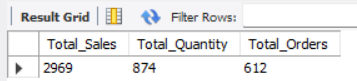 Result Grid Filter Rows:
Total_Sales Total_Quantity Total_Orders
2969 874 612